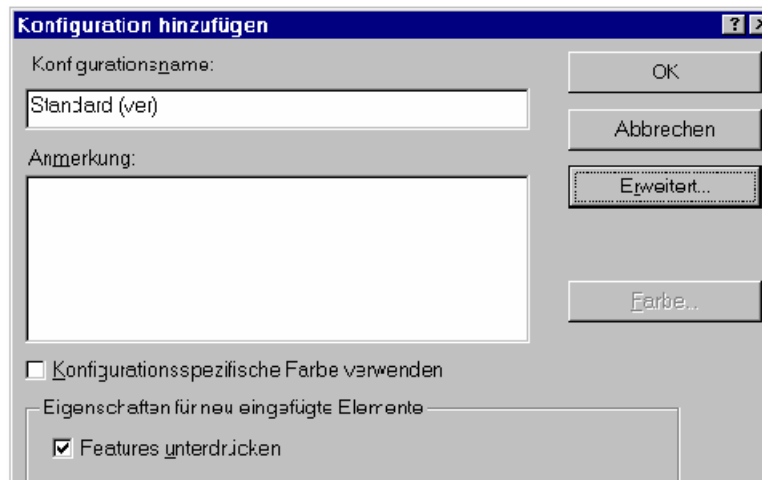 Konfiguration hinzufügen
Konfigurationsname:
OK
Standard (ver)
Abbrechen
Anmerkung:
Erweitert...
Farbe...
Konfigurationsspezifische Farbe verwenden
Eigenschaften für neu eingefügte Elemente
Features unterdrücken